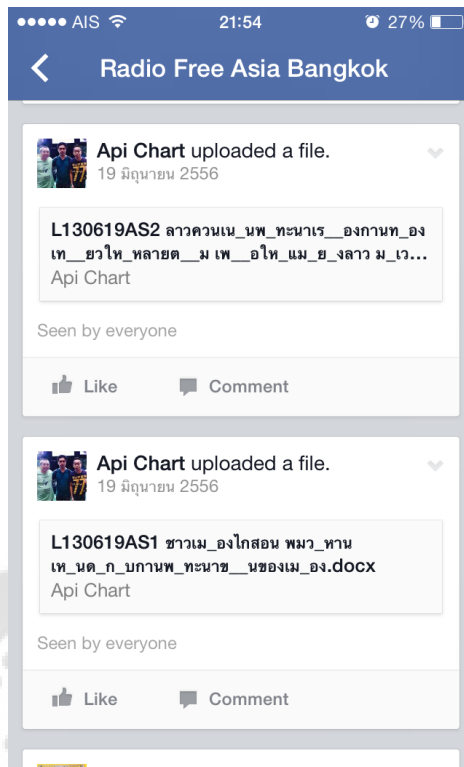 AIS 21:54 27%
Radio Free Asia Bangkok
Api Chart uploaded a file.
19 มิถุนายน 2556
L130619AS2 ลาวควนเน_นพ_ทะนาเร__องกานท_อง
เท__ยวให_หลายต__ม เพ__อให_แม_ย_งลาว ม_เว...
Api Chart
Seen by everyone
Like Comment
Api Chart uploaded a file.
19 มิถุนายน 2556
L130619AS1 ชาวเม_องไกสอน พมว_หาน
เห_นด_ก_บกานพ_ทะนาข__นของเม_อง.docx
Api Chart
Seen by everyone
Like Comment